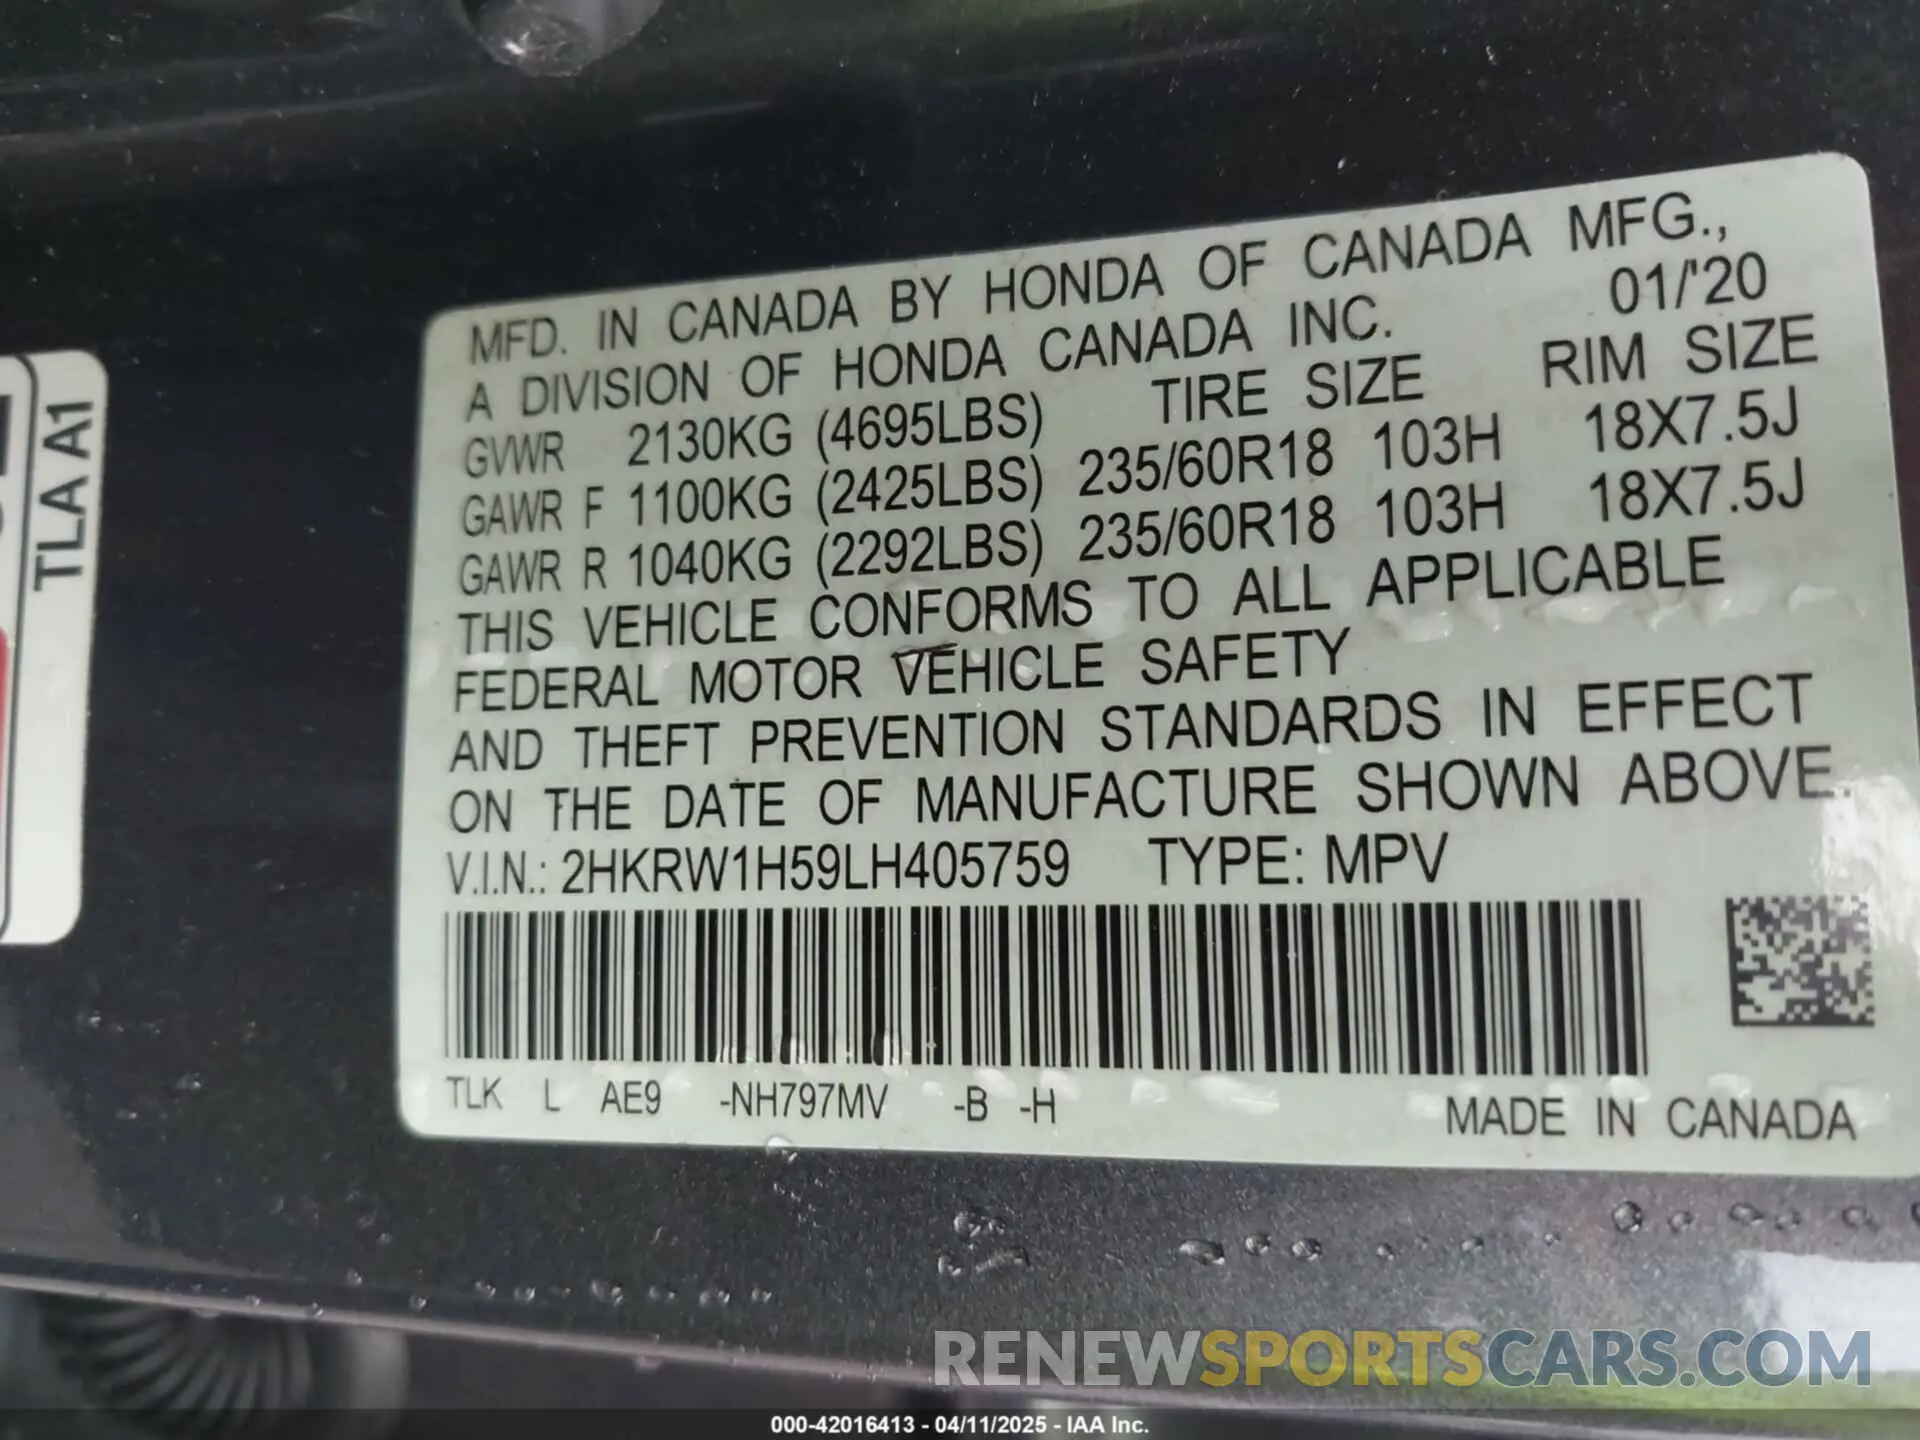 MFD. IN CANADA BY HONDA OF CANADA MFG.,
A DIVISION OF HONDA CANADA INC. 01/'20
TIRE SIZE RIM SIZE
GVWR 2130KG (4695LBS)
GAWR F 1100KG (2425LBS) 235/60R18 103H 18X7.5J
GAWR R 1040KG (2292LBS) 235/60R18 103H 18X7.5J
THIS VEHICLE CONFORMS TO ALL APPLICABLE
FEDERAL MOTOR VEHICLE SAFETY
AND THEFT PREVENTION STANDARDS IN EFFECT
ON THE DATE OF MANUFACTURE SHOWN ABOVE.
V.I.N.: 2HKRW1H59LH405759 TYPE: MPV
TLK L AE9 -NH797MV -B -H
MADE IN CANADA
TLA A1
RENEWSPORTSCARS.COM
000-42016413 - 04/11/2025 - IAA Inc.